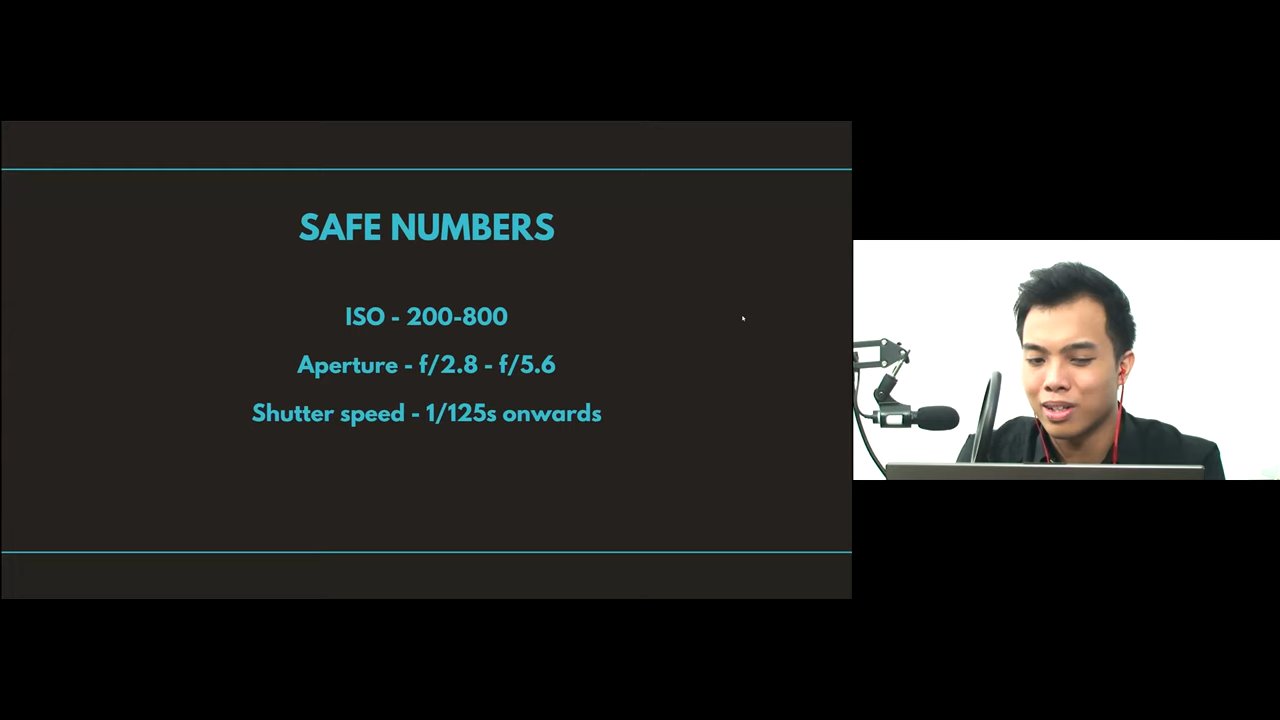 SAFE NUMBERS
ISO - 200-800
Aperture - f/2.8 - f/5.6
Shutter speed - 1/125s onwards